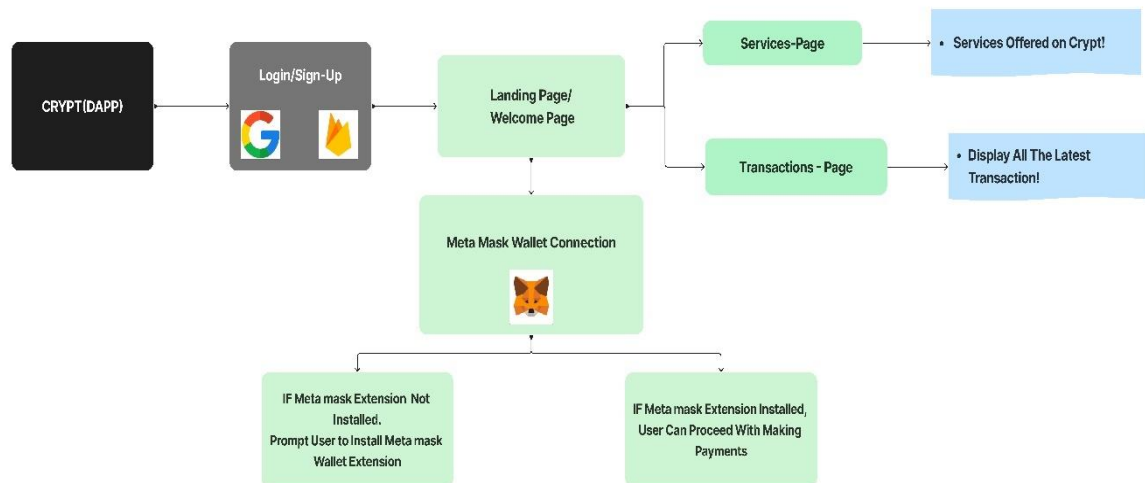 CRYPT(DAPP)
Login/Sign-Up
Landing Page/
Welcome Page
Services-Page
• Services Offered on Crypt!
Transactions - Page
• Display All The Latest
Transaction!
Meta Mask Wallet Connection
IF Meta mask Extension Not
Installed.
Prompt User to Install Meta mask
Wallet Extension
IF Meta mask Extension Installed,
User Can Proceed With Making
Payments